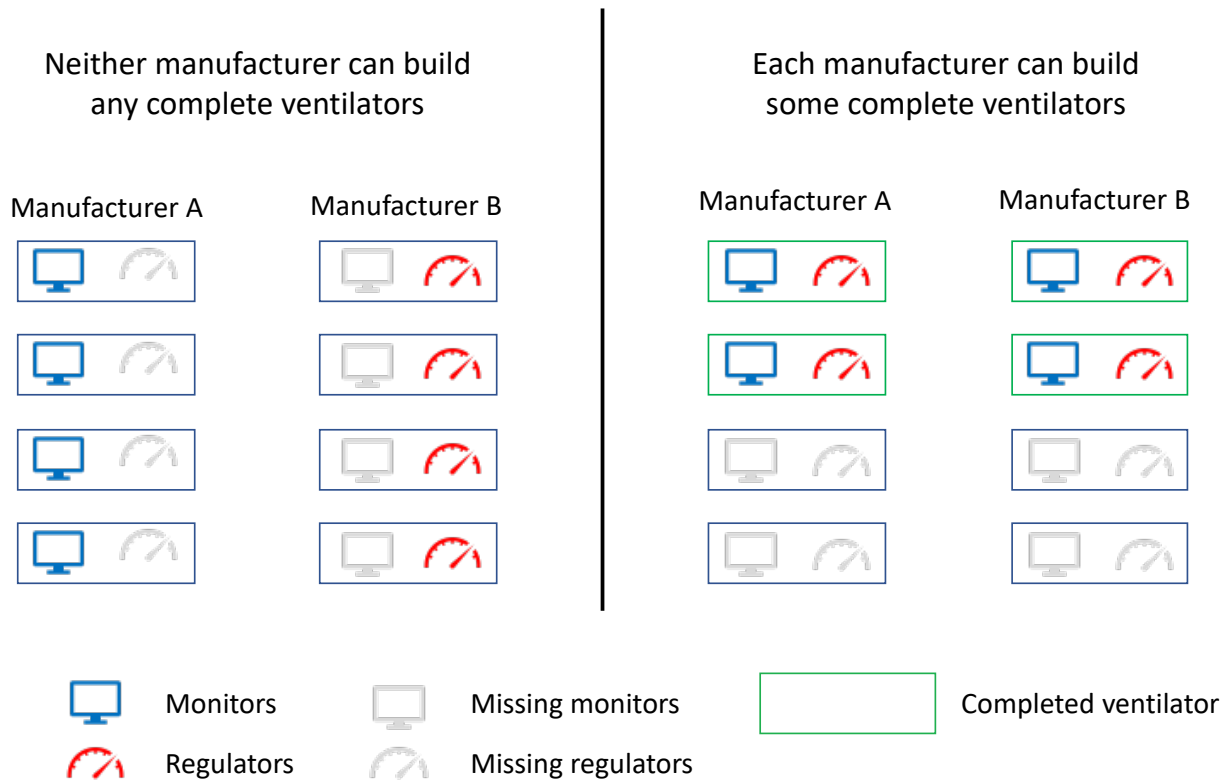 Neither manufacturer can build
any complete ventilators
Manufacturer A
Manufacturer B
Each manufacturer can build
some complete ventilators
Manufacturer A
Manufacturer B
Monitors
Missing monitors
Completed ventilator
Regulators
Missing regulators